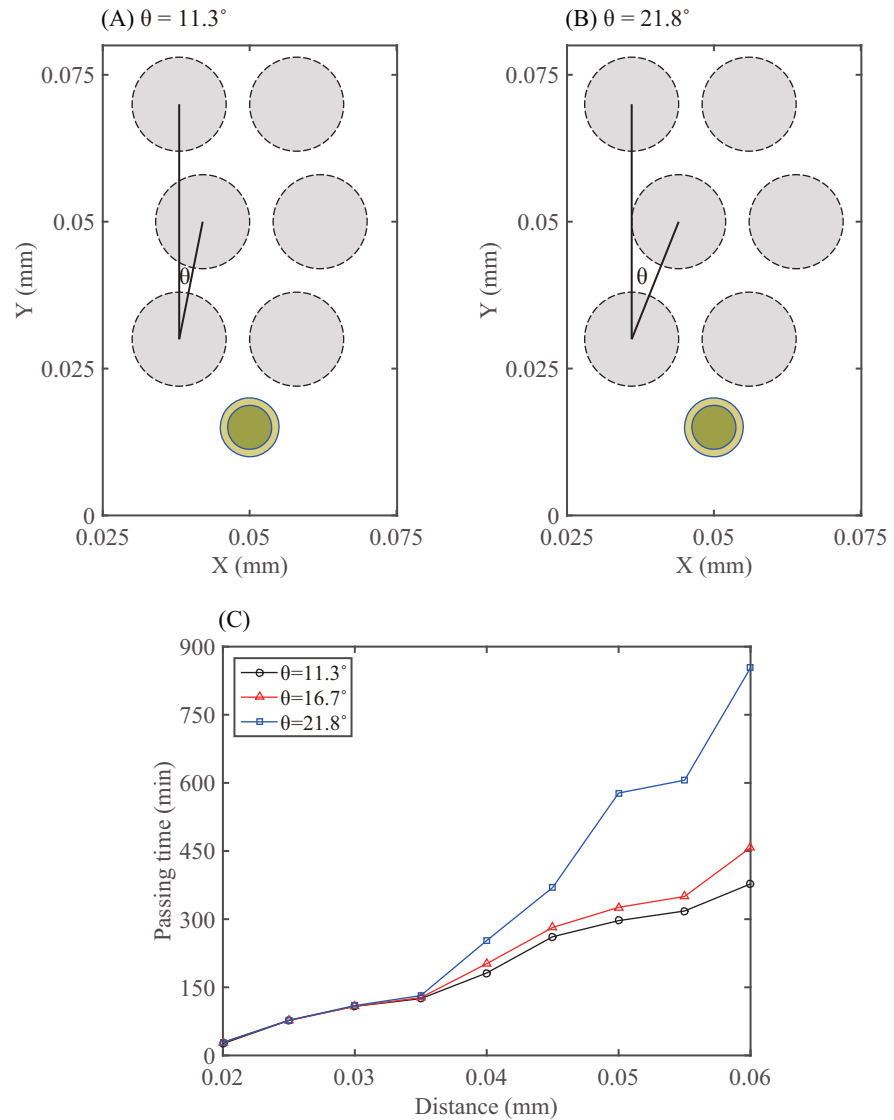 (A) θ = 11.3°
(B) θ = 21.8°
0.075
0.05
0.025
0
Y (mm)
θ
0.025
0.05
0.075
X (mm)
0.075
0.05
0.025
0
Y (mm)
θ
0.025
0.05
0.075
X (mm)
(C)
900
750
600
450
300
150
0
Passing time (min)
θ=11.3°
θ=16.7°
θ=21.8°
0.02
0.03
0.04
0.05
0.06
Distance (mm)